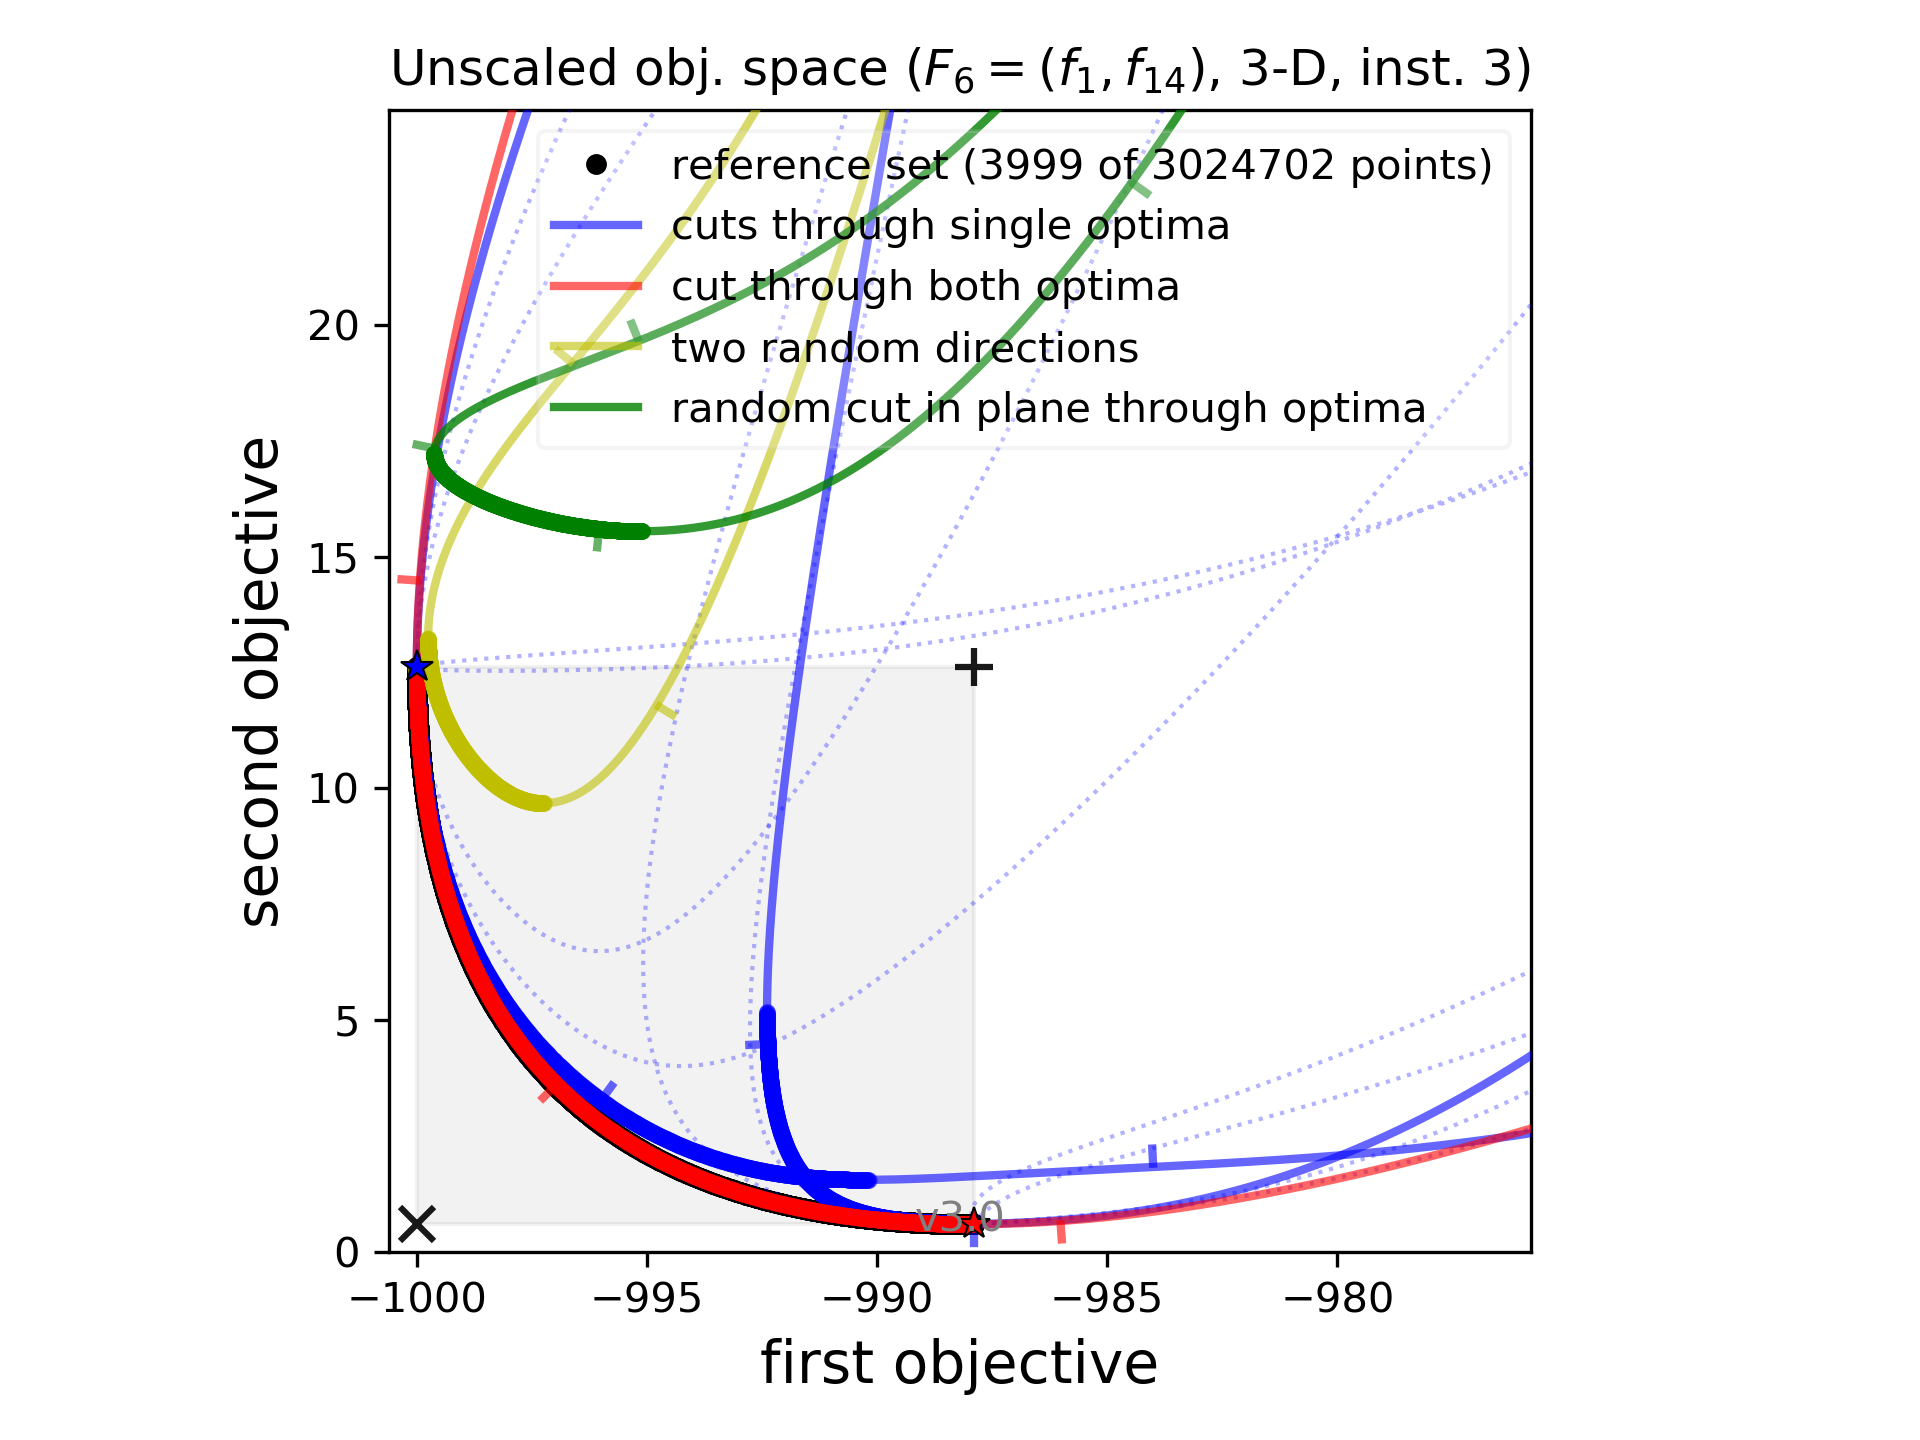 Unscaled obj. space (F₆ = (f₁, f₁₄), 3-D, inst. 3)
reference set (3999 of 3024702 points)
cuts through single optima
cut through both optima
two random directions
random cut in plane through optima
second objective
20
15
10
5
0
v3.0
−1000
−995
−990
−985
−980
first objective